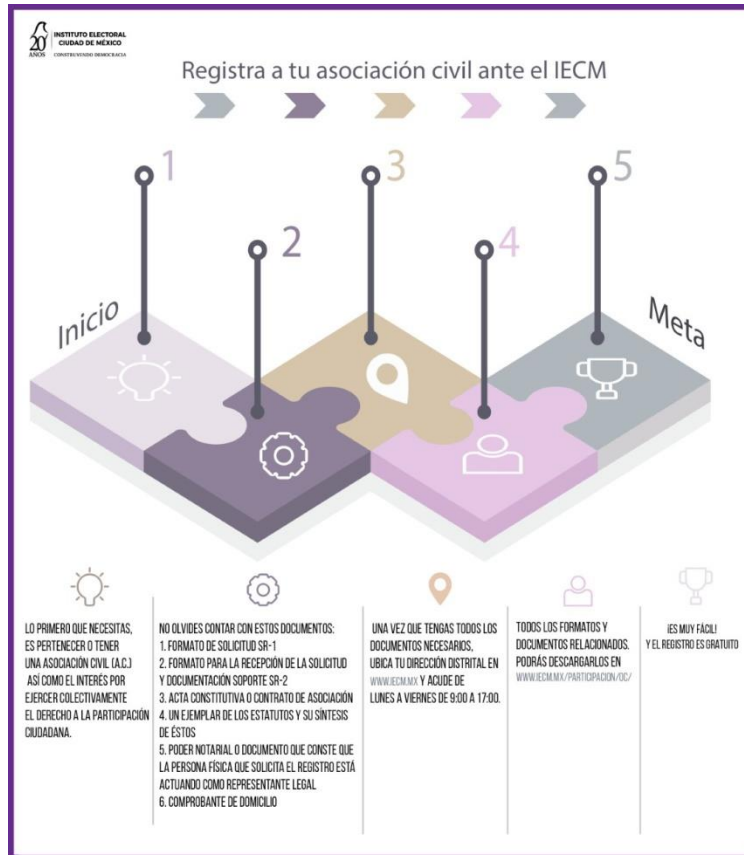 20
AÑOS
INSTITUTO ELECTORAL
CIUDAD DE MÉXICO
CONSTRUYENDO DEMOCRACIA
Registra a tu asociación civil ante el IECM
1
2
3
4
5
Inicio
Meta
LO PRIMERO QUE NECESITAS,
ES PERTENECER O TENER
UNA ASOCIACIÓN CIVIL (A.C.)
ASÍ COMO EL INTERÉS POR
EJERCER COLECTIVAMENTE
EL DERECHO A LA PARTICIPACIÓN
CIUDADANA.
NO OLVIDES CONTAR CON ESTOS DOCUMENTOS:
1. FORMATO DE SOLICITUD SR-1
2. FORMATO PARA LA RECEPCIÓN DE LA SOLICITUD
Y DOCUMENTACIÓN SOPORTE SR-2
3. ACTA CONSTITUTIVA O CONTRATO DE ASOCIACIÓN
4. UN EJEMPLAR DE LOS ESTATUTOS Y SU SÍNTESIS
DE ÉSTOS
5. PODER NOTARIAL O DOCUMENTO QUE CONSTE QUE
LA PERSONA FÍSICA QUE SOLICITA EL REGISTRO ESTÁ
ACTUANDO COMO REPRESENTANTE LEGAL
6. COMPROBANTE DE DOMICILIO
UNA VEZ QUE TENGAS TODOS LOS
DOCUMENTOS NECESARIOS,
UBICA TU DIRECCIÓN DISTRITAL EN
WWW.IECM.MX Y ACUDE DE
LUNES A VIERNES DE 9:00 A 17:00.
TODOS LOS FORMATOS Y
DOCUMENTOS RELACIONADOS.
PODRÁS DESCARGARLOS EN
WWW.IECM.MX/PARTICIPACION/OC/
¡ES MUY FÁCIL!
Y EL REGISTRO ES GRATUITO